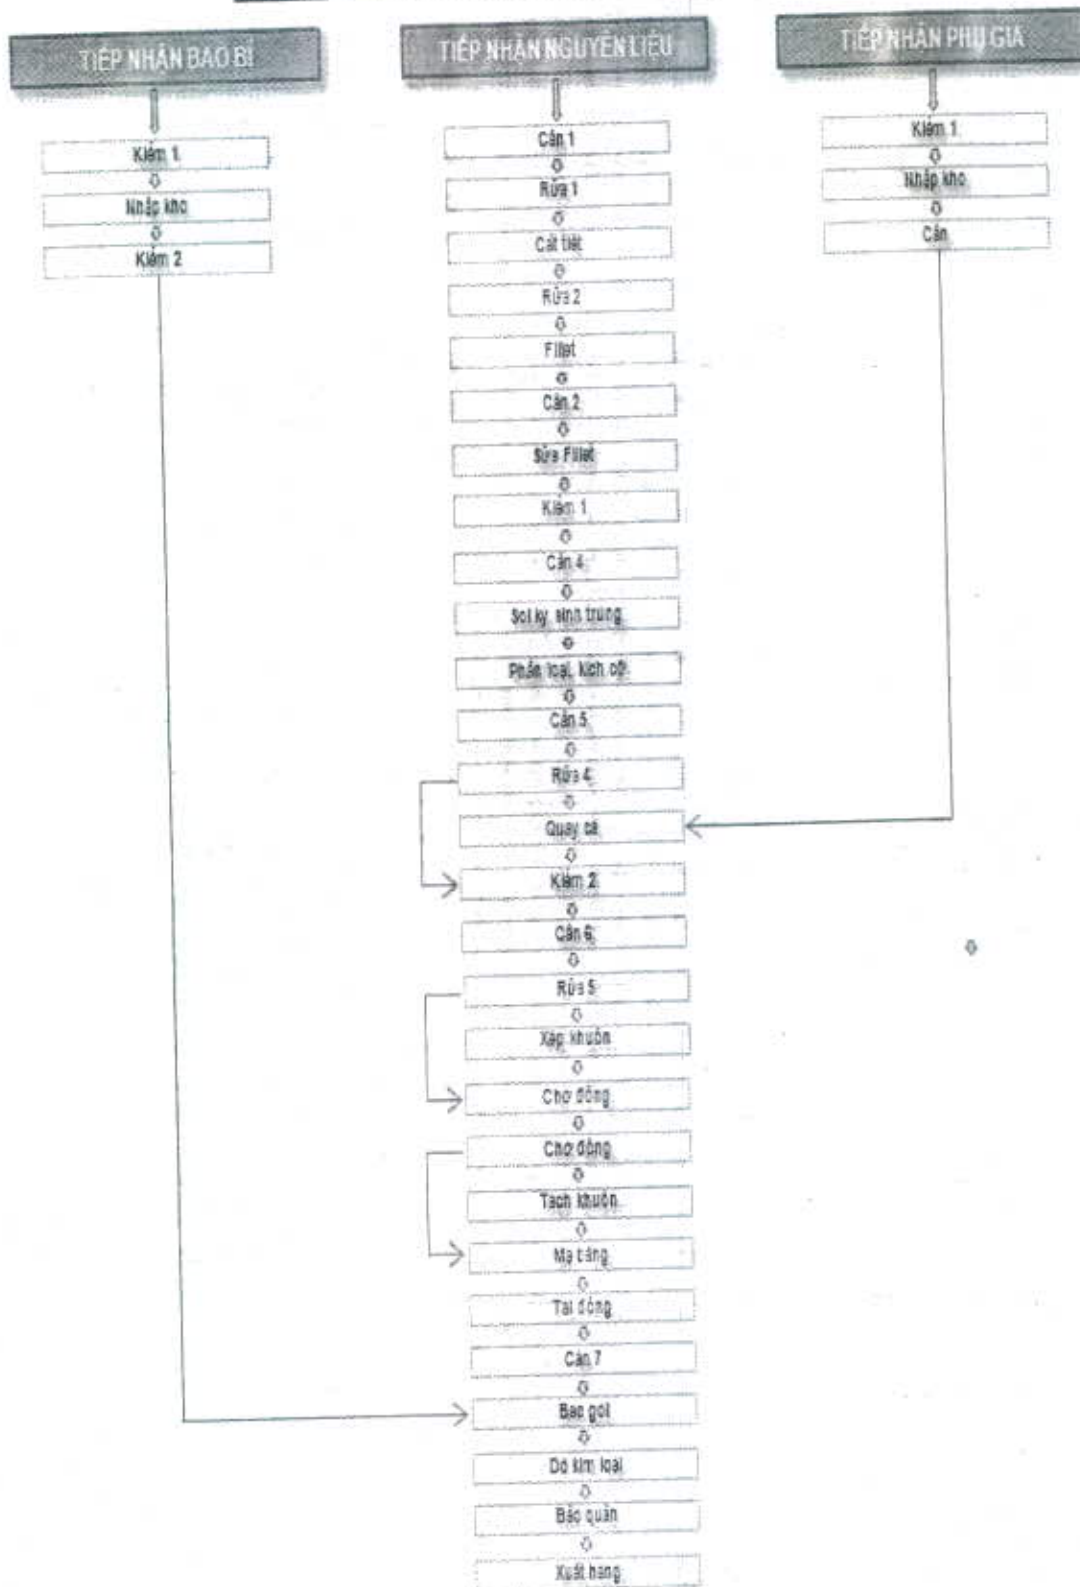 TIẾP NHẬN BAO BÌ
Kiểm 1
Nhập kho
Kiểm 2
TIẾP NHẬN NGUYÊN LIỆU
Cân 1
Rửa 1
Cắt tiết
Rửa 2
Fillet
Cân 2
Sửa Fillet
Kiểm 1
Cân 4
Soi ký sinh trùng
Phân loại, kích cỡ
Cân 5
Rửa 4
Quay cá
Kiểm 2
Cân 6
Rửa 5
Xếp khuôn
Chờ đông
Chờ đông
Tách khuôn
Mạ băng
Tái đông
Cân 7
Bao gói
Dò kim loại
Bảo quản
Xuất hàng
TIẾP NHẬN PHỤ GIA
Kiểm 1
Nhập kho
Cân